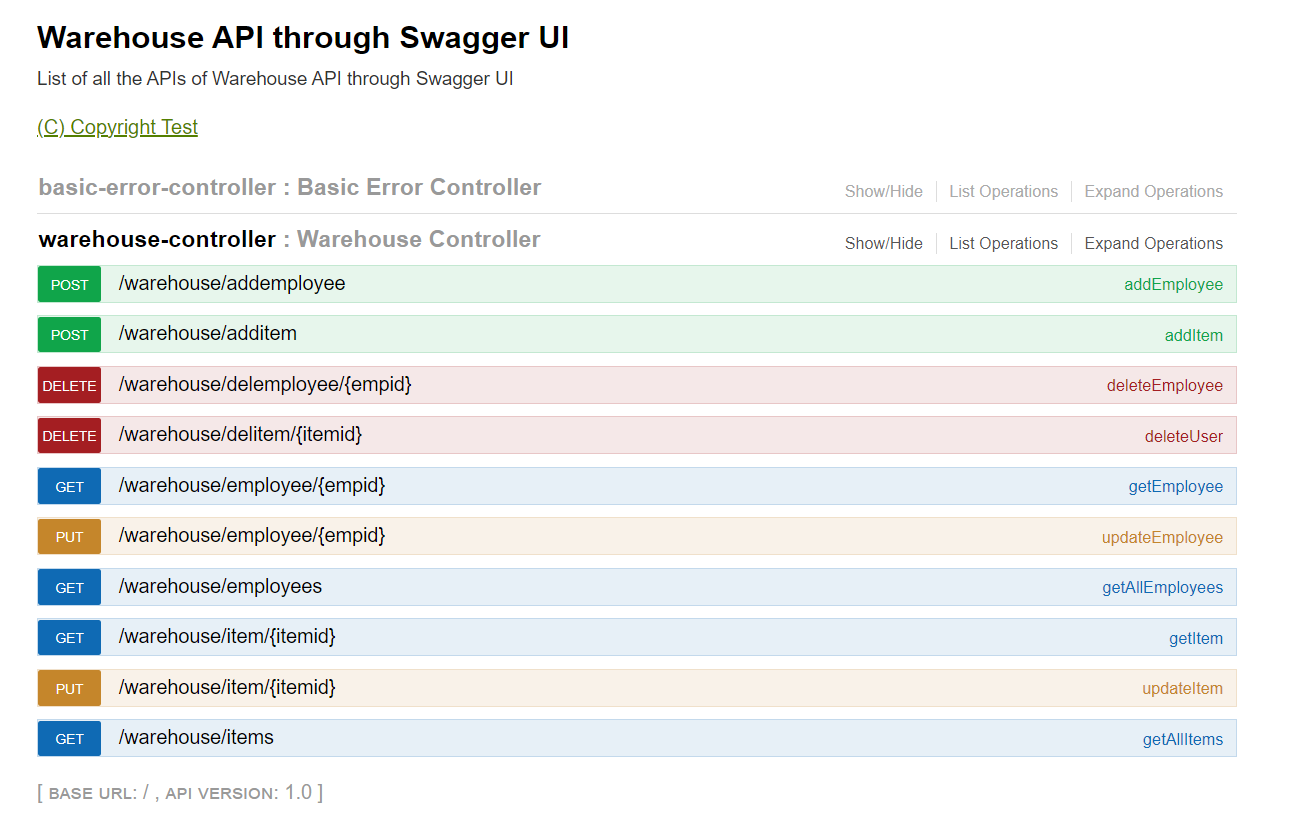 Warehouse API through Swagger UI
List of all the APIs of Warehouse API through Swagger UI
(C) Copyright Test
basic-error-controller : Basic Error Controller Show/Hide List Operations Expand Operations
warehouse-controller : Warehouse Controller Show/Hide List Operations Expand Operations
POST /warehouse/addemployee addEmployee
POST /warehouse/additem addItem
DELETE /warehouse/delemployee/{empid} deleteEmployee
DELETE /warehouse/delitem/{itemid} deleteUser
GET /warehouse/employee/{empid} getEmployee
PUT /warehouse/employee/{empid} updateEmployee
GET /warehouse/employees getAllEmployees
GET /warehouse/item/{itemid} getItem
PUT /warehouse/item/{itemid} updateItem
GET /warehouse/items getAllItems
[ BASE URL: / , API VERSION: 1.0 ]